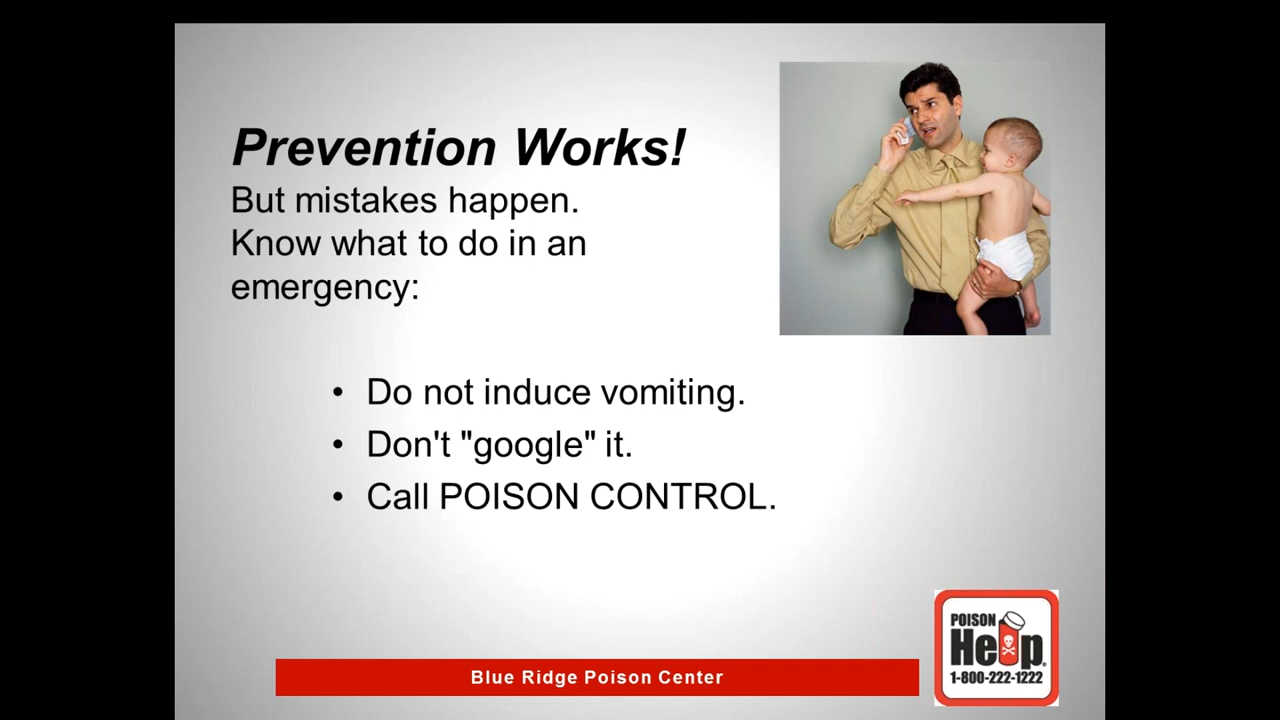 Prevention Works!
But mistakes happen.
Know what to do in an
emergency:
• Do not induce vomiting.
• Don't "google" it.
• Call POISON CONTROL.
Blue Ridge Poison Center
POISON
Help®
1-800-222-1222